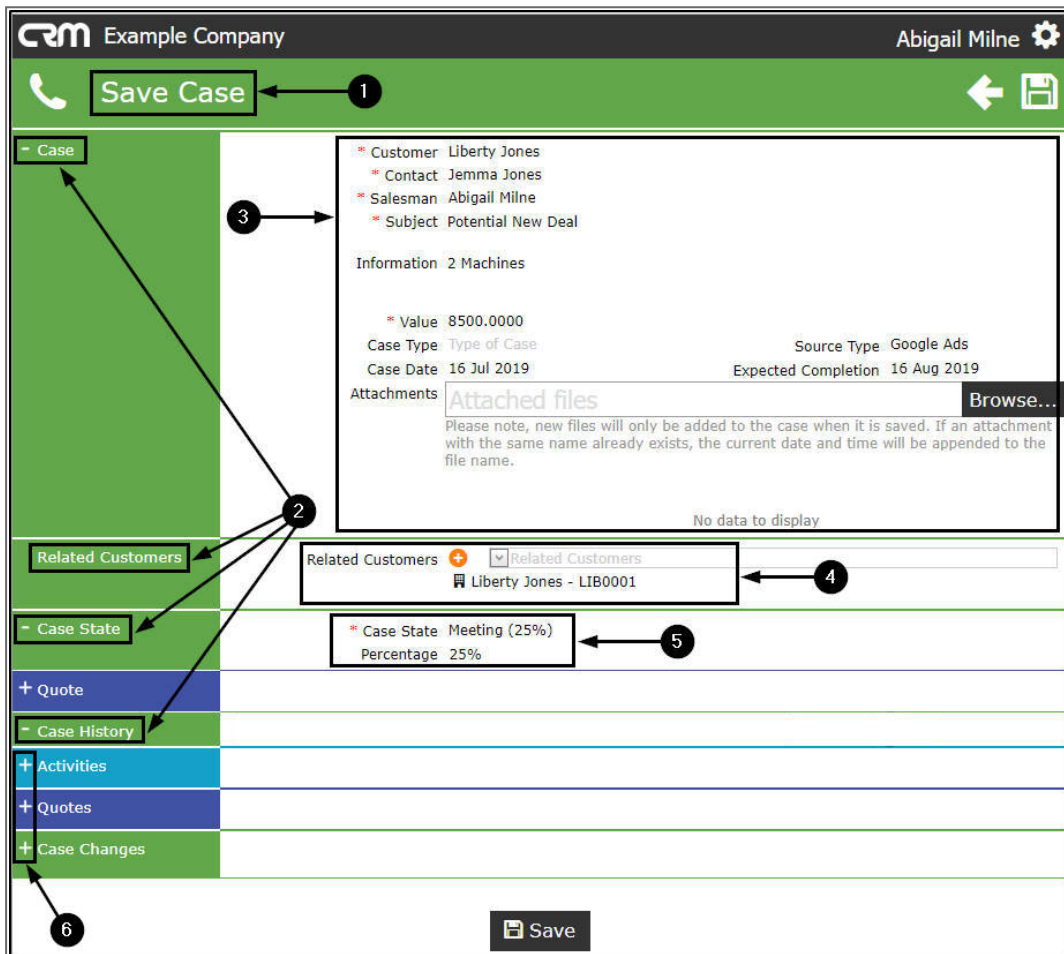 CRM Example Company
Abigail Milne
Save Case
1
- Case
* Customer Liberty Jones
* Contact Jemma Jones
* Salesman Abigail Milne
3
* Subject Potential New Deal
Information 2 Machines
* Value 8500.0000
Case Type Type of Case
Source Type Google Ads
Case Date 16 Jul 2019
Expected Completion 16 Aug 2019
Attachments Attached files Browse...
Please note, new files will only be added to the case when it is saved. If an attachment
with the same name already exists, the current date and time will be appended to the
file name.
2
No data to display
Related Customers
Related Customers + Related Customers
Liberty Jones - LIB0001
4
- Case State
* Case State Meeting (25%)
Percentage 25%
5
+ Quote
- Case History
+ Activities
+ Quotes
+ Case Changes
6
Save